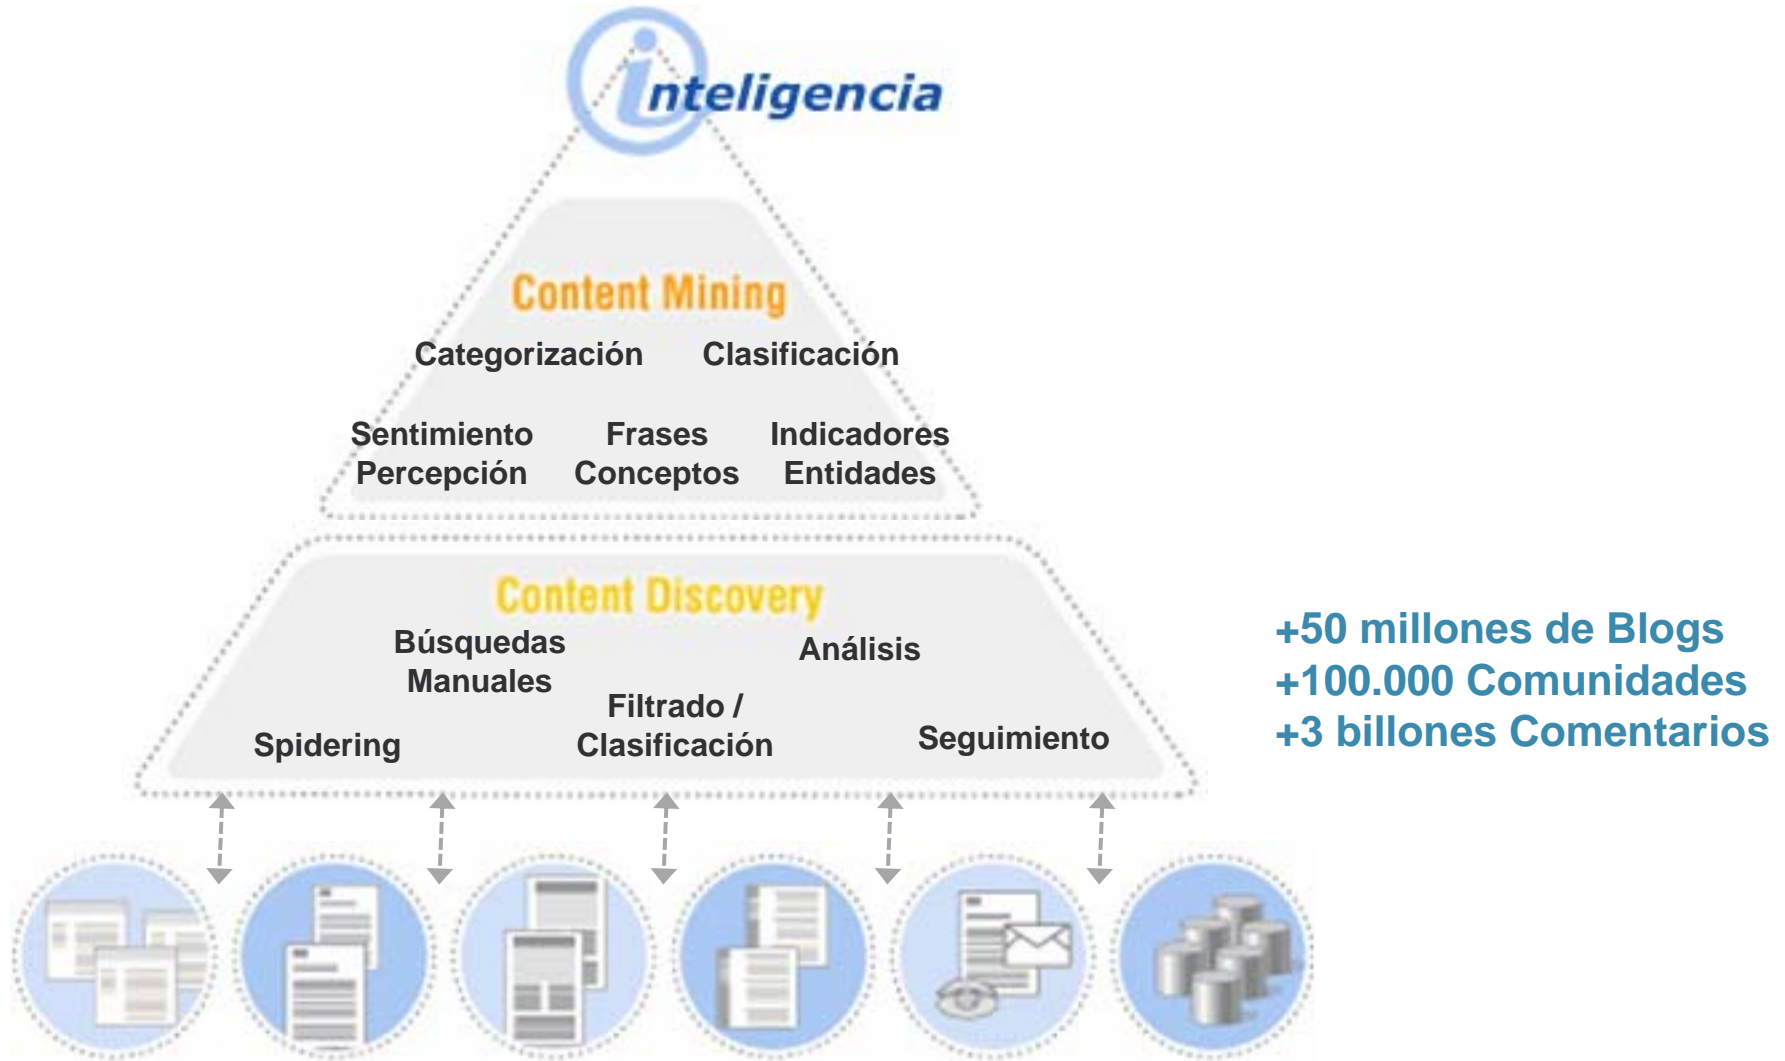 inteligencia
Content Mining
Categorización Clasificación
Sentimiento Frases Indicadores
Percepción Conceptos Entidades
Content Discovery
Búsquedas
Manuales
Análisis
Filtrado /
Clasificación
Spidering
Seguimiento
+50 millones de Blogs
+100.000 Comunidades
+3 billones Comentarios